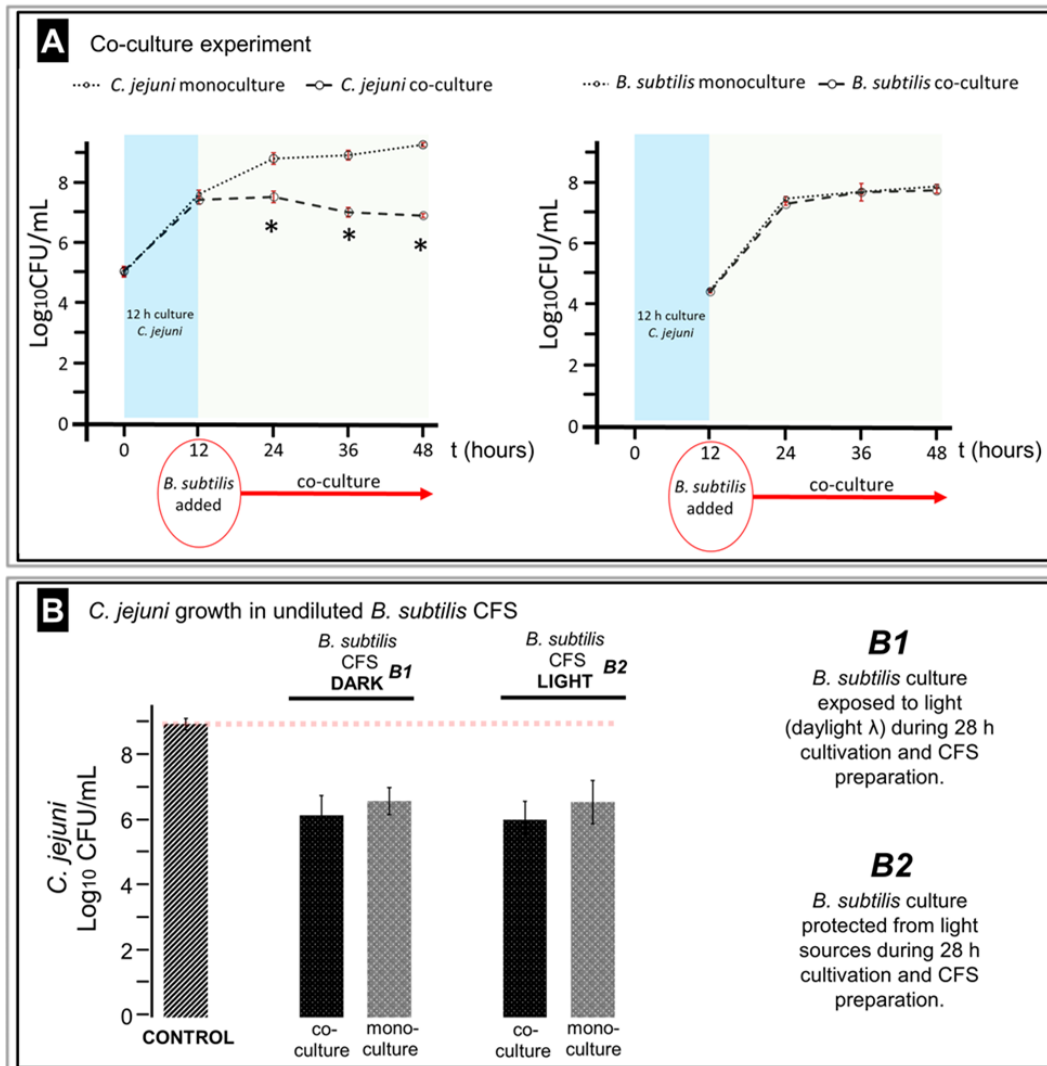 A Co-culture experiment
C. jejuni monoculture C. jejuni co-culture
B. subtilis monoculture B. subtilis co-culture
Log10CFU/mL
8
6
4
2
0
12 h culture
C. jejuni
0 12 24 36 48 t (hours)
B. subtilis
added
co-culture
* * *
Log10CFU/mL
8
6
4
2
0
12 h culture
C. jejuni
0 12 24 36 48 t (hours)
B. subtilis
added
co-culture
B C. jejuni growth in undiluted B. subtilis CFS
B. subtilis
CFS
DARK B1
B. subtilis
CFS
LIGHT B2
C. jejuni
Log10 CFU/mL
8
6
4
2
0
CONTROL
co-
culture
mono-
culture
co-
culture
mono-
culture
B1
B. subtilis culture
exposed to light
(daylight λ) during 28 h
cultivation and CFS
preparation.
B2
B. subtilis culture
protected from light
sources during 28 h
cultivation and CFS
preparation.